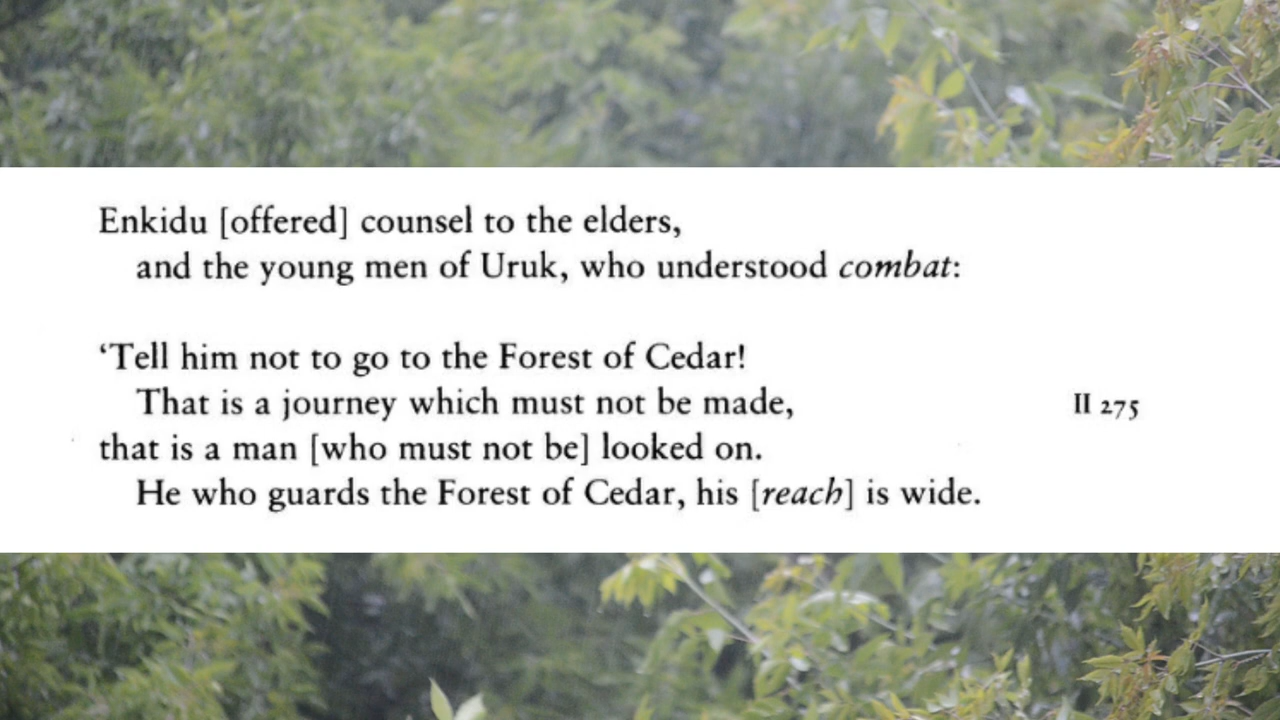 Enkidu [offered] counsel to the elders,
and the young men of Uruk, who understood combat:
‘Tell him not to go to the Forest of Cedar!
That is a journey which must not be made,
II 275
that is a man [who must not be] looked on.
He who guards the Forest of Cedar, his [reach] is wide.